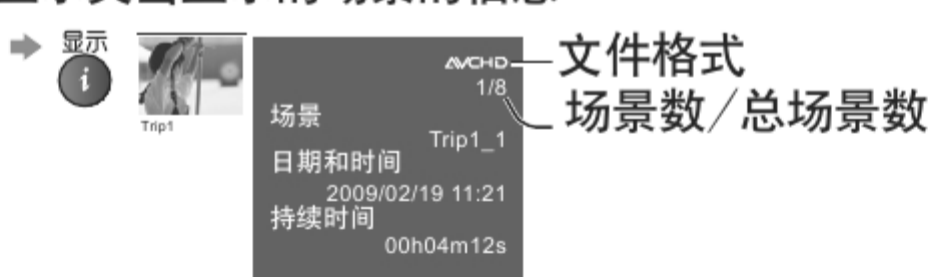 显示
i
Trip1
AVCHD
1/8
场景
Trip1_1
日期和时间
2009/02/19 11:21
持续时间
00h04m12s
文件格式
场景数/总场景数